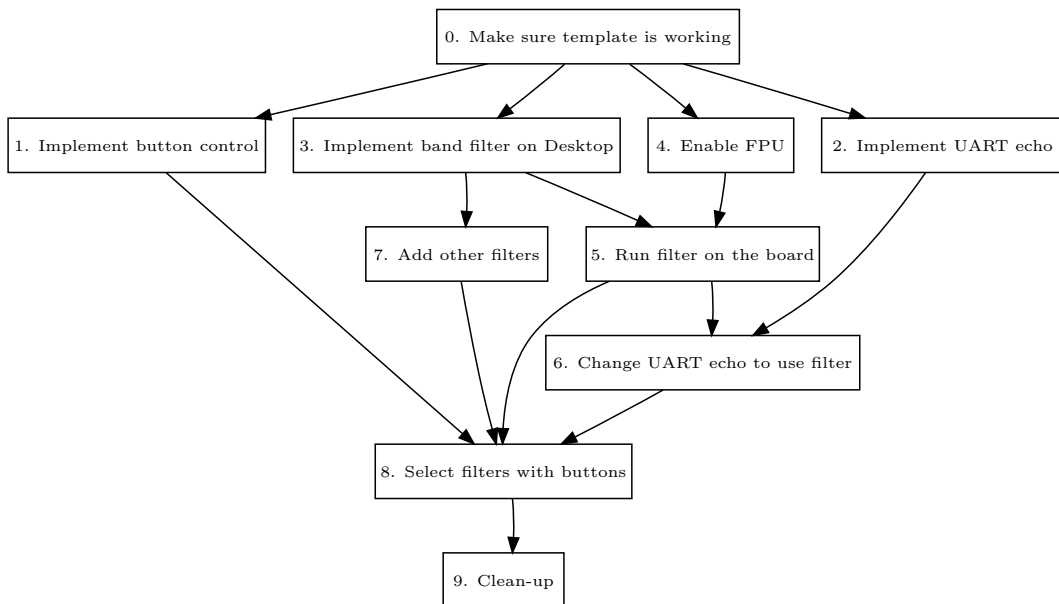 0. Make sure template is working
1. Implement button control
3. Implement band filter on Desktop
4. Enable FPU
2. Implement UART echo
7. Add other filters
5. Run filter on the board
6. Change UART echo to use filter
8. Select filters with buttons
9. Clean-up